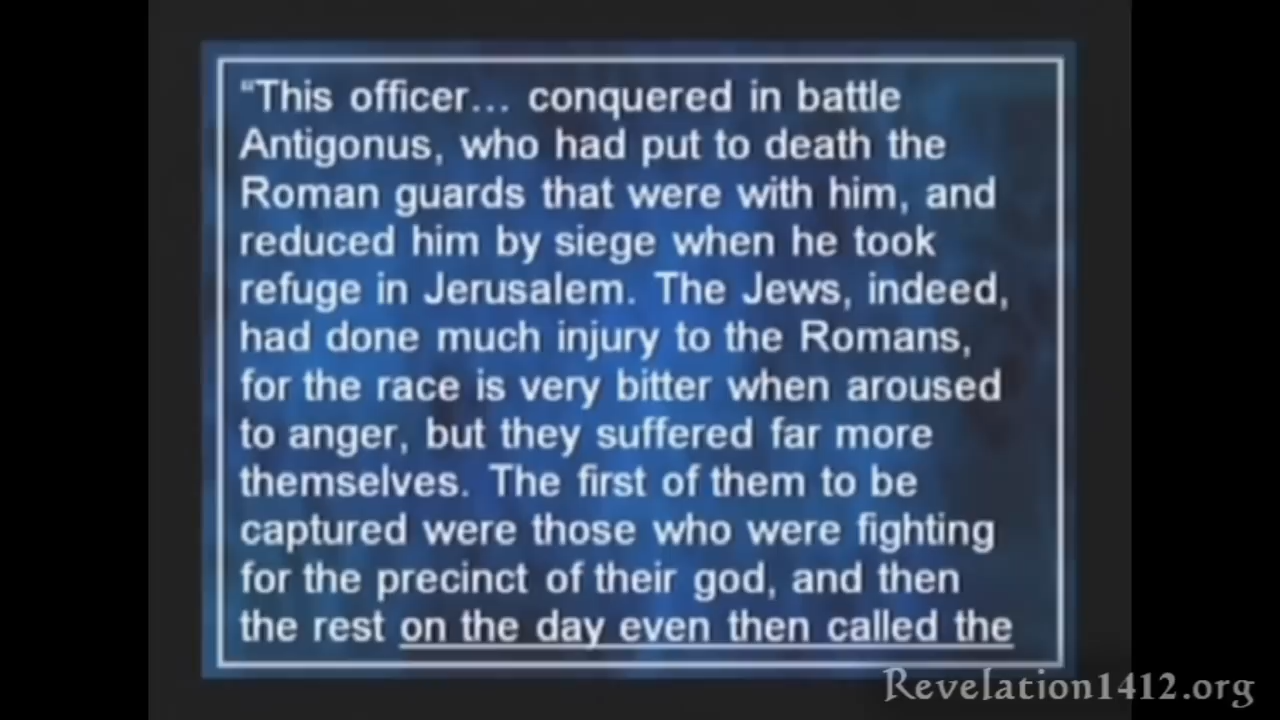 “This officer... conquered in battle
Antigonus, who had put to death the
Roman guards that were with him, and
reduced him by siege when he took
refuge in Jerusalem. The Jews, indeed,
had done much injury to the Romans,
for the race is very bitter when aroused
to anger, but they suffered far more
themselves. The first of them to be
captured were those who were fighting
for the precinct of their god, and then
the rest on the day even then called the
Revelation1412.org